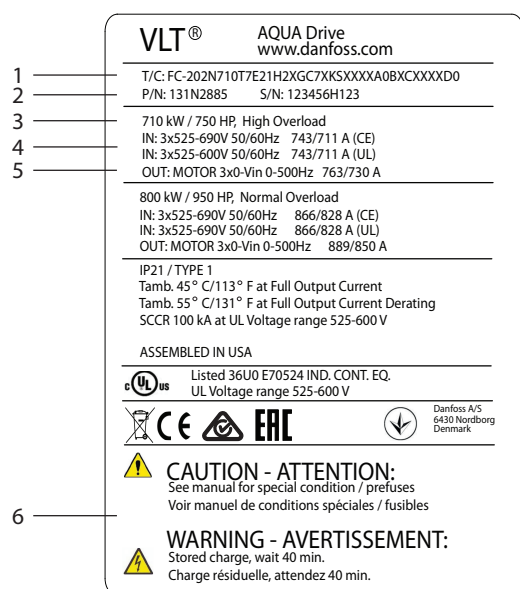 VLT® AQUA Drive
www.danfoss.com
1 T/C: FC-202N710T7E21H2XGC7XKSXXXXA0BXCXXXXD0
2 P/N: 131N2885 S/N: 123456H123
3 710 kW / 750 HP, High Overload
4 IN: 3x525-690V 50/60Hz 743/711 A (CE)
IN: 3x525-600V 50/60Hz 743/711 A (UL)
5 OUT: MOTOR 3x0-Vin 0-500Hz 763/730 A
800 kW / 950 HP, Normal Overload
IN: 3x525-690V 50/60Hz 866/828 A (CE)
IN: 3x525-690V 50/60Hz 866/828 A (UL)
OUT: MOTOR 3x0-Vin 0-500Hz 889/850 A
IP21 / TYPE 1
Tamb. 45° C/113° F at Full Output Current
Tamb. 55° C/131° F at Full Output Current Derating
SCCR 100 kA at UL Voltage range 525-600 V
ASSEMBLED IN USA
c UL us Listed 36U0 E70524 IND. CONT. EQ.
UL Voltage range 525-600 V
CE EAC
Danfoss A/S
6430 Nordborg
Denmark
CAUTION - ATTENTION:
See manual for special condition / prefuses
Voir manuel de conditions spéciales / fusibles
6
WARNING - AVERTISSEMENT:
Stored charge, wait 40 min.
Charge résiduelle, attendez 40 min.